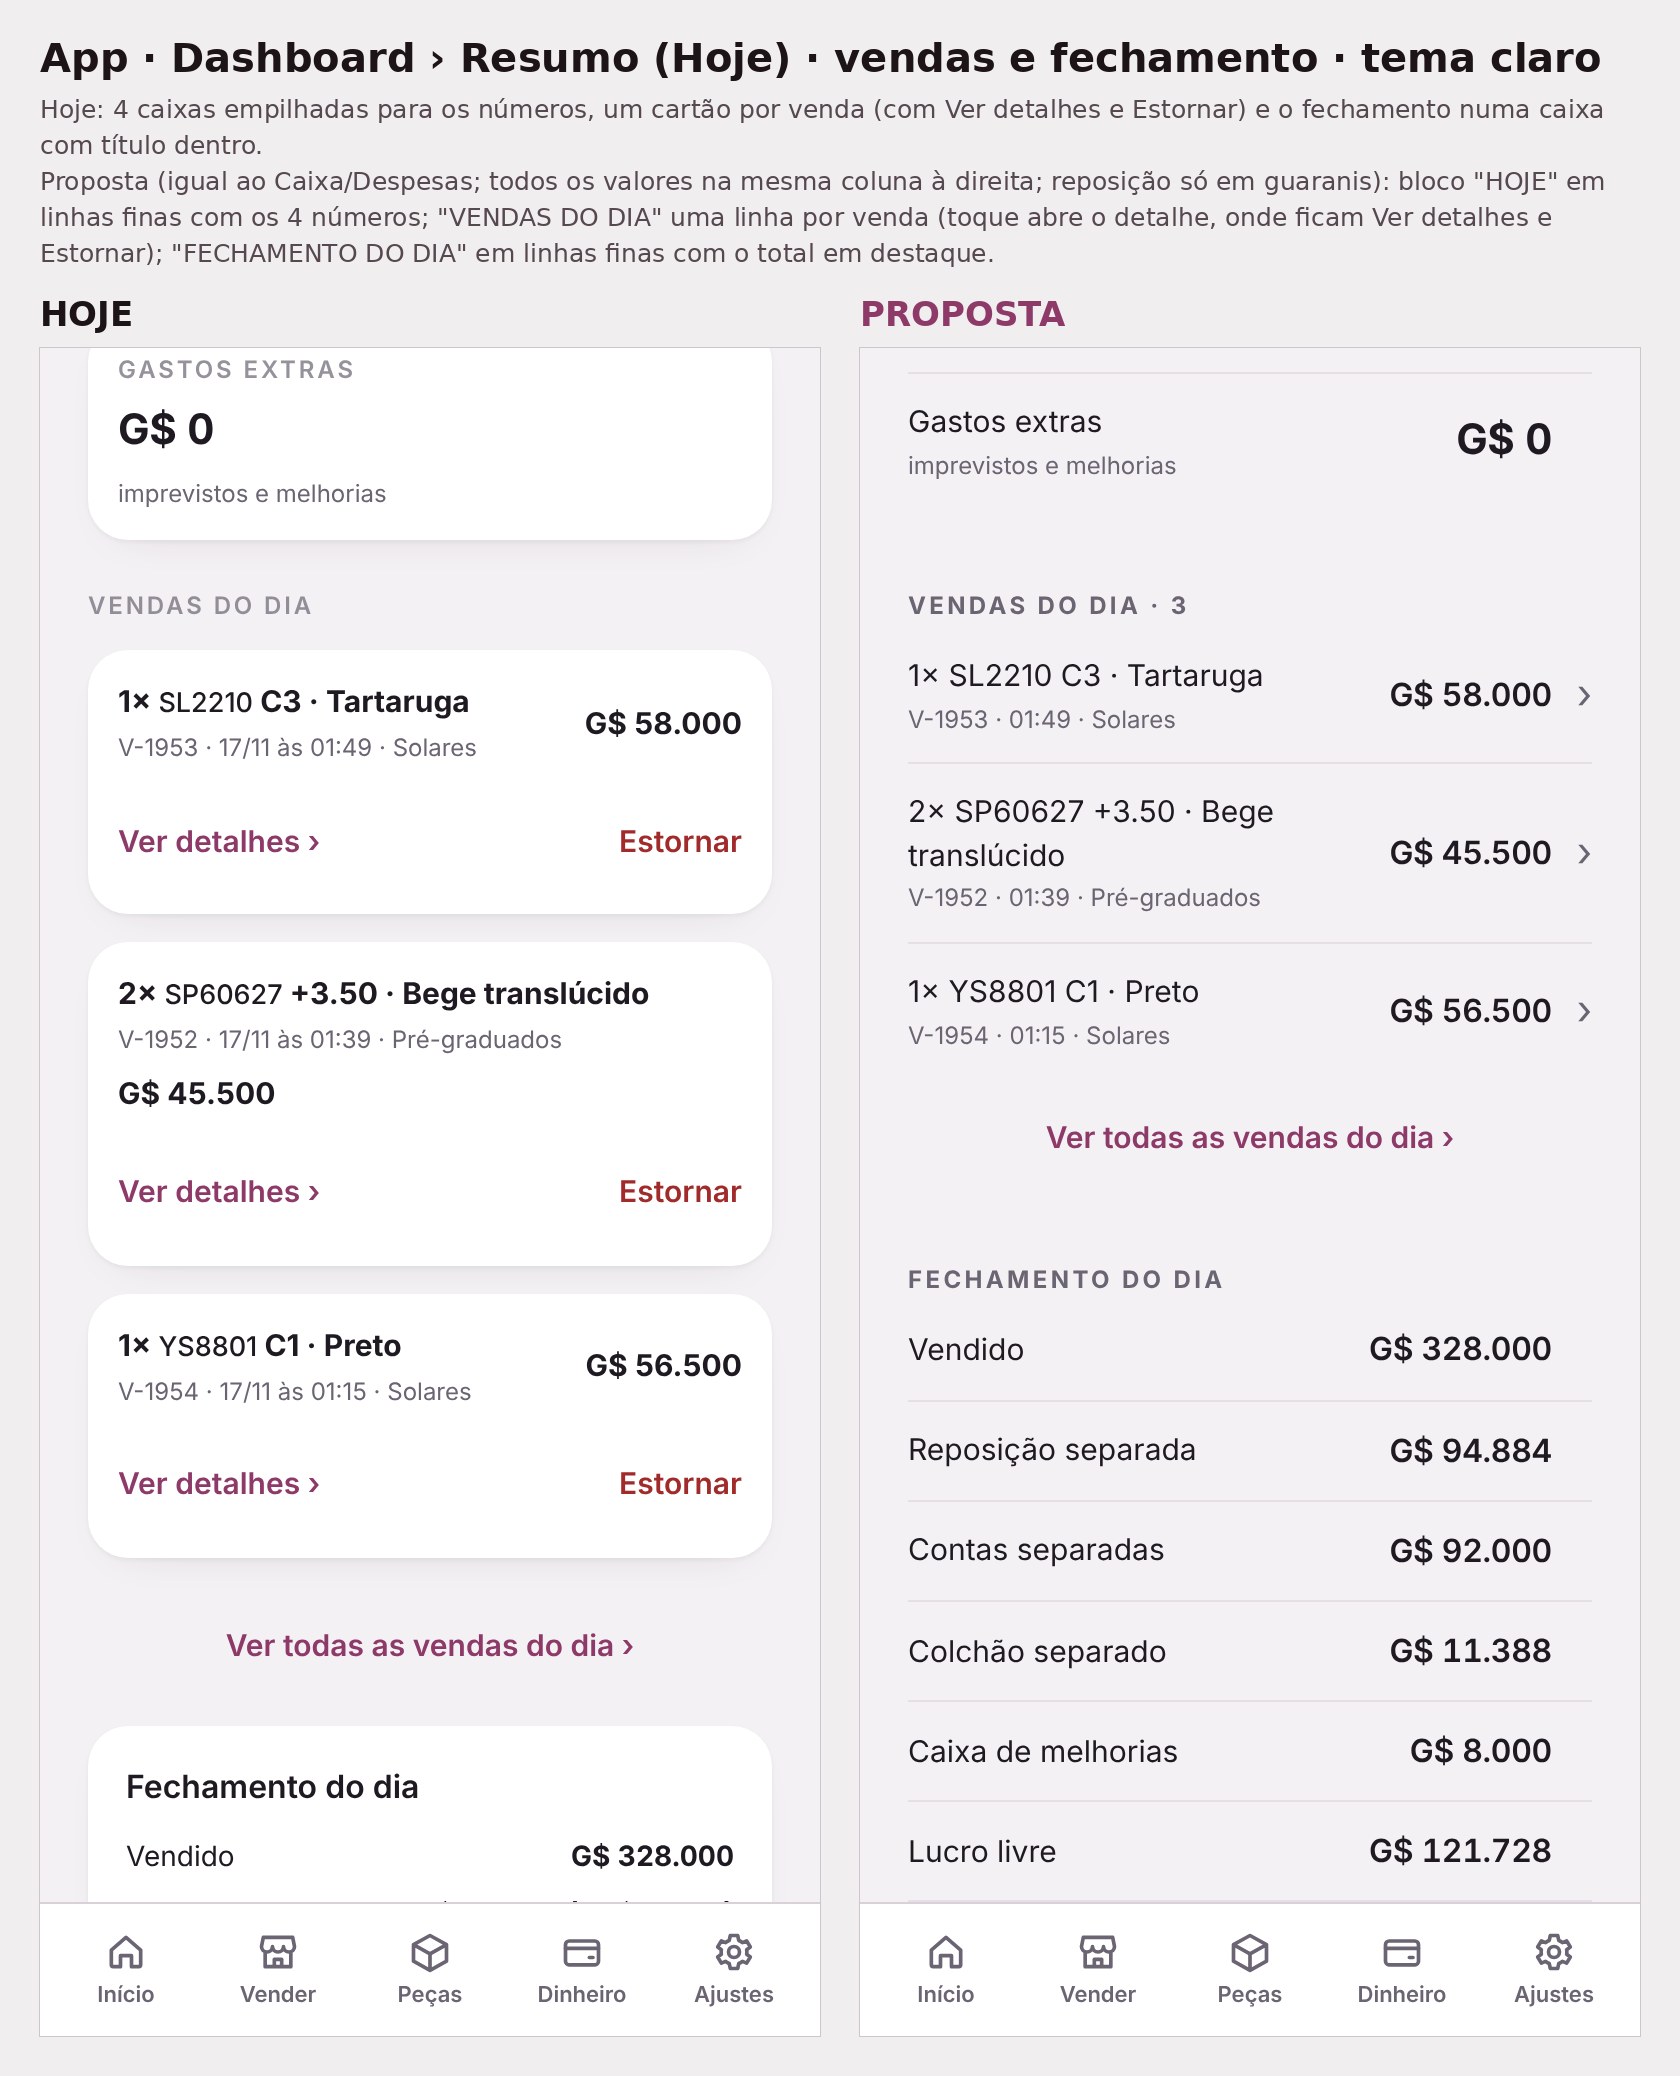 App · Dashboard › Resumo (Hoje) · vendas e fechamento · tema claro
Hoje: 4 caixas empilhadas para os números, um cartão por venda (com Ver detalhes e Estornar) e o fechamento numa caixa
com título dentro.
Proposta (igual ao Caixa/Despesas; todos os valores na mesma coluna à direita; reposição só em guaranis): bloco "HOJE" em
linhas finas com os 4 números; "VENDAS DO DIA" uma linha por venda (toque abre o detalhe, onde ficam Ver detalhes e
Estornar); "FECHAMENTO DO DIA" em linhas finas com o total em destaque.
HOJE
GASTOS EXTRAS
G$ 0
imprevistos e melhorias
VENDAS DO DIA
1× SL2210 C3 · Tartaruga
G$ 58.000
V-1953 · 17/11 às 01:49 · Solares
Ver detalhes › Estornar
2× SP60627 +3.50 · Bege translúcido
V-1952 · 17/11 às 01:39 · Pré-graduados
G$ 45.500
Ver detalhes › Estornar
1× YS8801 C1 · Preto
G$ 56.500
V-1954 · 17/11 às 01:15 · Solares
Ver detalhes › Estornar
Ver todas as vendas do dia ›
Fechamento do dia
Vendido G$ 328.000
Início Vender Peças Dinheiro Ajustes
PROPOSTA
Gastos extras
G$ 0
imprevistos e melhorias
VENDAS DO DIA · 3
1× SL2210 C3 · Tartaruga
G$ 58.000 ›
V-1953 · 01:49 · Solares
2× SP60627 +3.50 · Bege
translúcido
G$ 45.500 ›
V-1952 · 01:39 · Pré-graduados
1× YS8801 C1 · Preto
G$ 56.500 ›
V-1954 · 01:15 · Solares
Ver todas as vendas do dia ›
FECHAMENTO DO DIA
Vendido G$ 328.000
Reposição separada G$ 94.884
Contas separadas G$ 92.000
Colchão separado G$ 11.388
Caixa de melhorias G$ 8.000
Lucro livre G$ 121.728
Início Vender Peças Dinheiro Ajustes